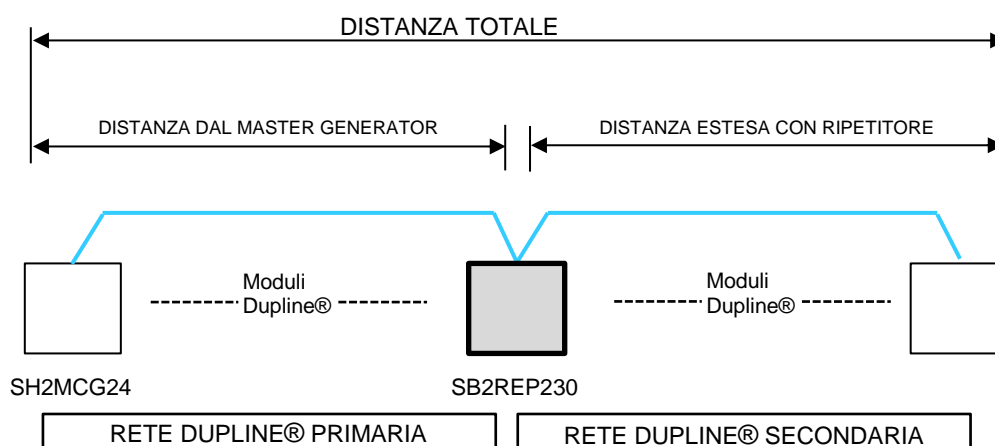 DISTANZA TOTALE
DISTANZA DAL MASTER GENERATOR
DISTANZA ESTESA CON RIPETITORE
Moduli
Dupline®
Moduli
Dupline®
SH2MCG24
SB2REP230
RETE DUPLINE® PRIMARIA
RETE DUPLINE® SECONDARIA